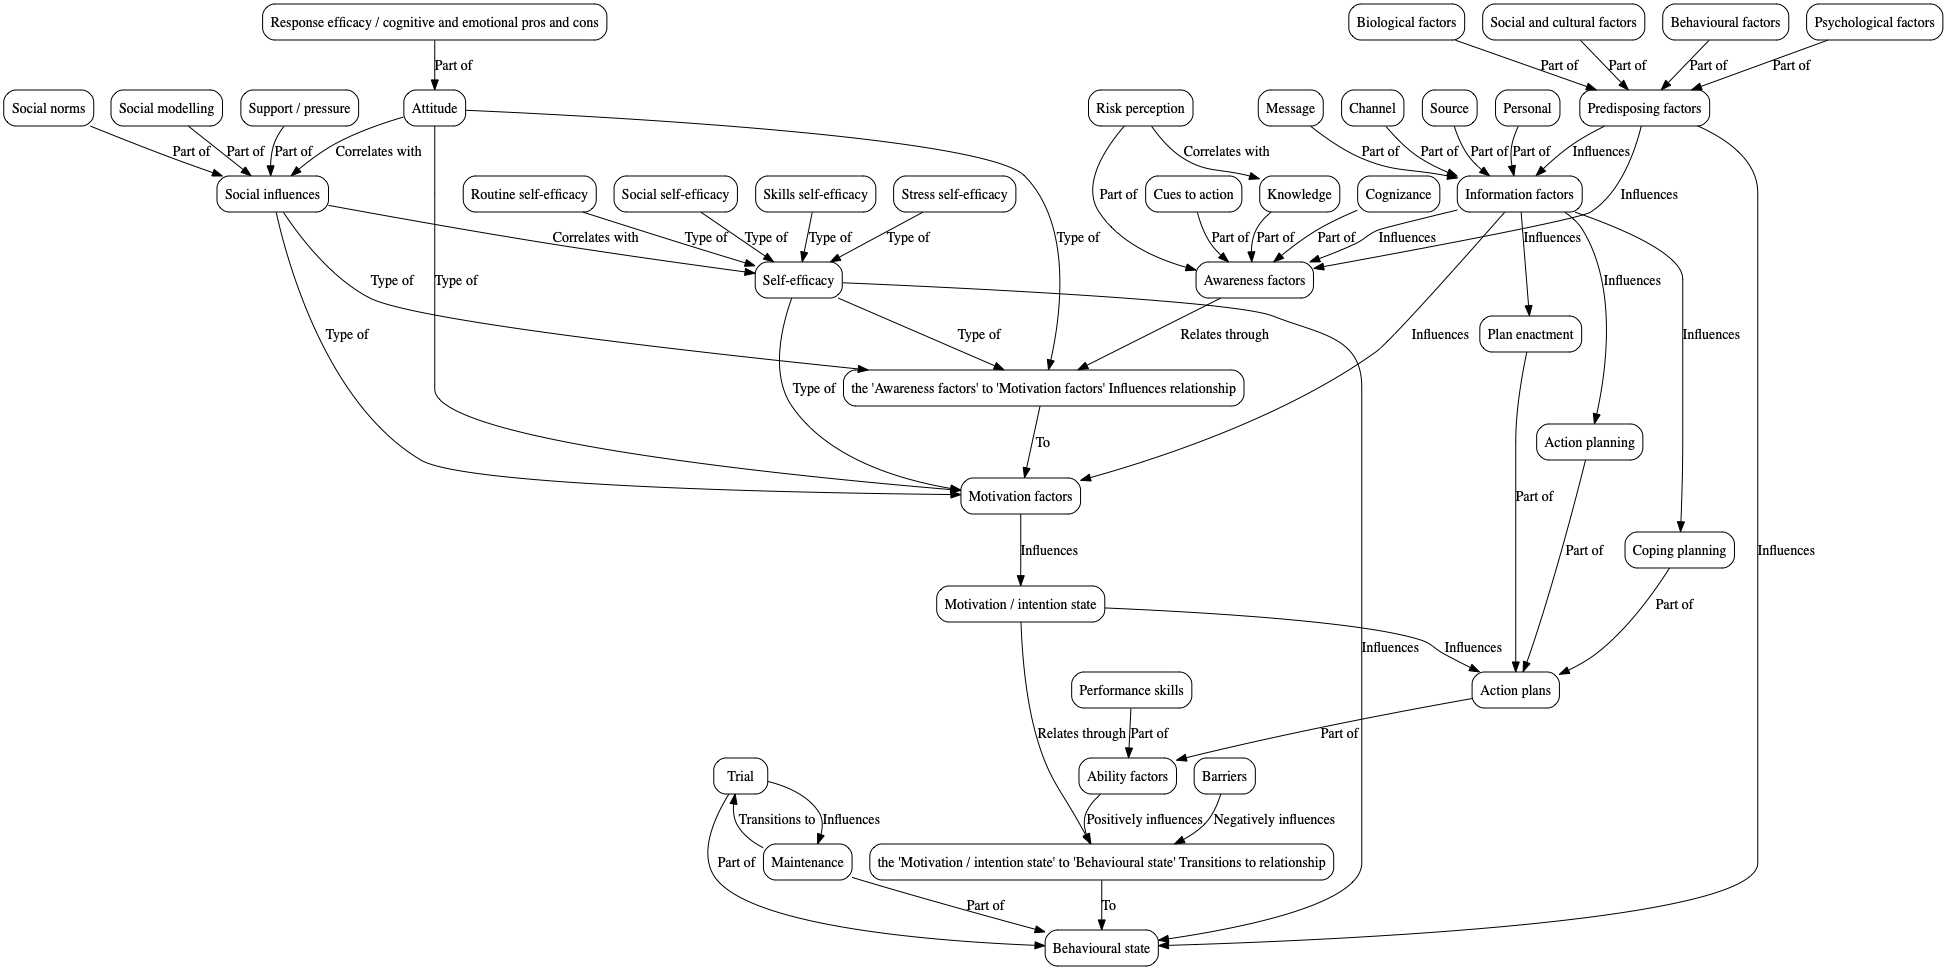 Response efficacy / cognitive and emotional pros and cons
Biological factors
Social and cultural factors
Behavioural factors
Psychological factors
Part of
Part of
Part of
Part of
Part of
Social norms
Social modelling
Support / pressure
Attitude
Risk perception
Message
Channel
Source
Personal
Predisposing factors
Part of
Part of
Part of
Correlates with
Correlates with
Part of
Part of
Part of
Part of
Influences
Social influences
Routine self-efficacy
Social self-efficacy
Skills self-efficacy
Stress self-efficacy
Part of
Cues to action
Knowledge
Cognizance
Information factors
Influences
Correlates with
Type of
Type of
Type of
Type of
Type of
Part of
Part of
Part of
Influences
Influences
Type of
Type of
Self-efficacy
Awareness factors
Influences
Type of
Type of
Relates through
Influences
Plan enactment
Influences
the 'Awareness factors' to 'Motivation factors' Influences relationship
Type of
To
Action planning
Motivation factors
Part of
Influences
Part of
Coping planning
Influences
Motivation / intention state
Part of
Influences
Influences
Performance skills
Action plans
Relates through
Part of
Part of
Trial
Ability factors
Barriers
Transitions to
Influences
Positively influences
Negatively influences
Part of
Maintenance
the 'Motivation / intention state' to 'Behavioural state' Transitions to relationship
Part of
To
Behavioural state